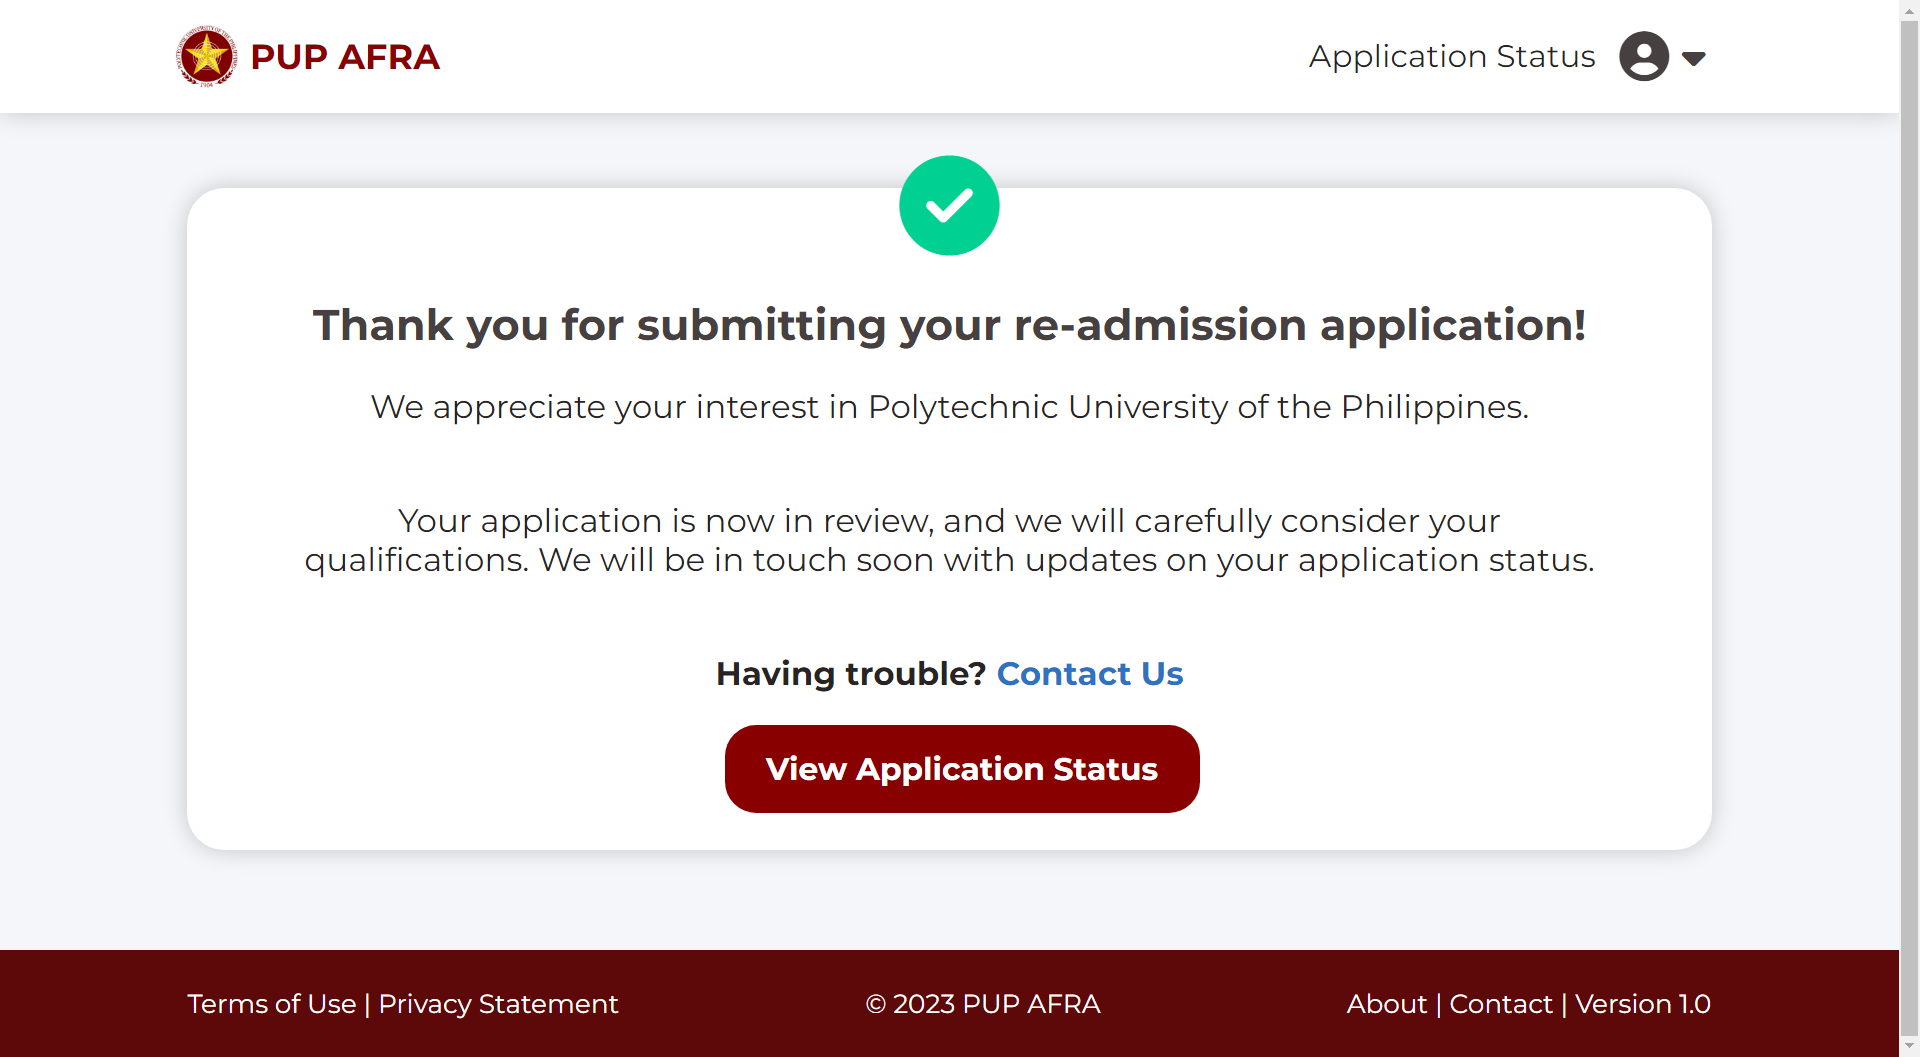 PUP AFRA
Application Status
Thank you for submitting your re-admission application!
We appreciate your interest in Polytechnic University of the Philippines.
Your application is now in review, and we will carefully consider your
qualifications. We will be in touch soon with updates on your application status.
Having trouble? Contact Us
View Application Status
Terms of Use | Privacy Statement
© 2023 PUP AFRA
About | Contact | Version 1.0